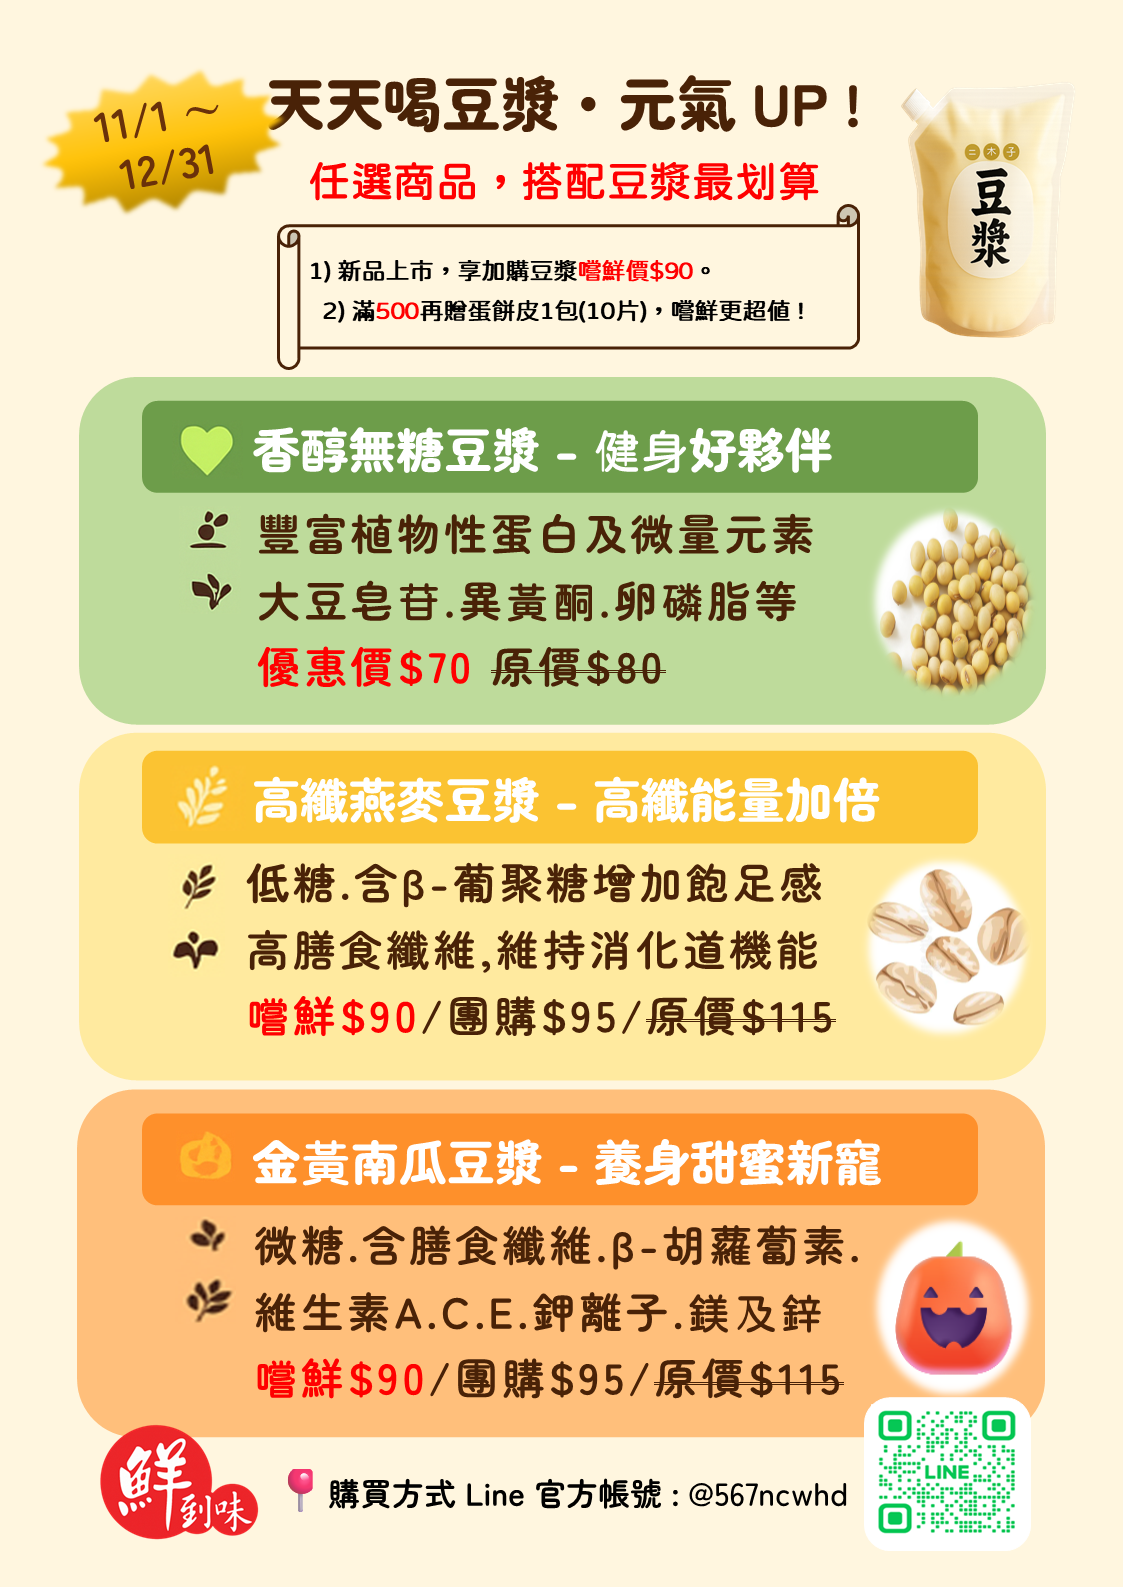 11/1 ~
12/31
天天喝豆漿・元氣 UP！
任選商品，搭配豆漿最划算
1) 新品上市，享加購豆漿嚐鮮價$90。
2) 滿500再贈蛋餅皮1包(10片)，嚐鮮更超值！
二木子
豆漿
香醇無糖豆漿 – 健身好夥伴
豐富植物性蛋白及微量元素
大豆皂苷.異黃酮.卵磷脂等
優惠價$70 原價$80
高纖燕麥豆漿 – 高纖能量加倍
低糖.含β-葡聚糖增加飽足感
高膳食纖維,維持消化道機能
嚐鮮$90/團購$95/原價$115
金黃南瓜豆漿 – 養身甜蜜新寵
微糖.含膳食纖維.β-胡蘿蔔素.
維生素A.C.E.鉀離子.鎂及鋅
嚐鮮$90/團購$95/原價$115
鮮到味
購買方式 Line 官方帳號 : @567ncwhd
LINE